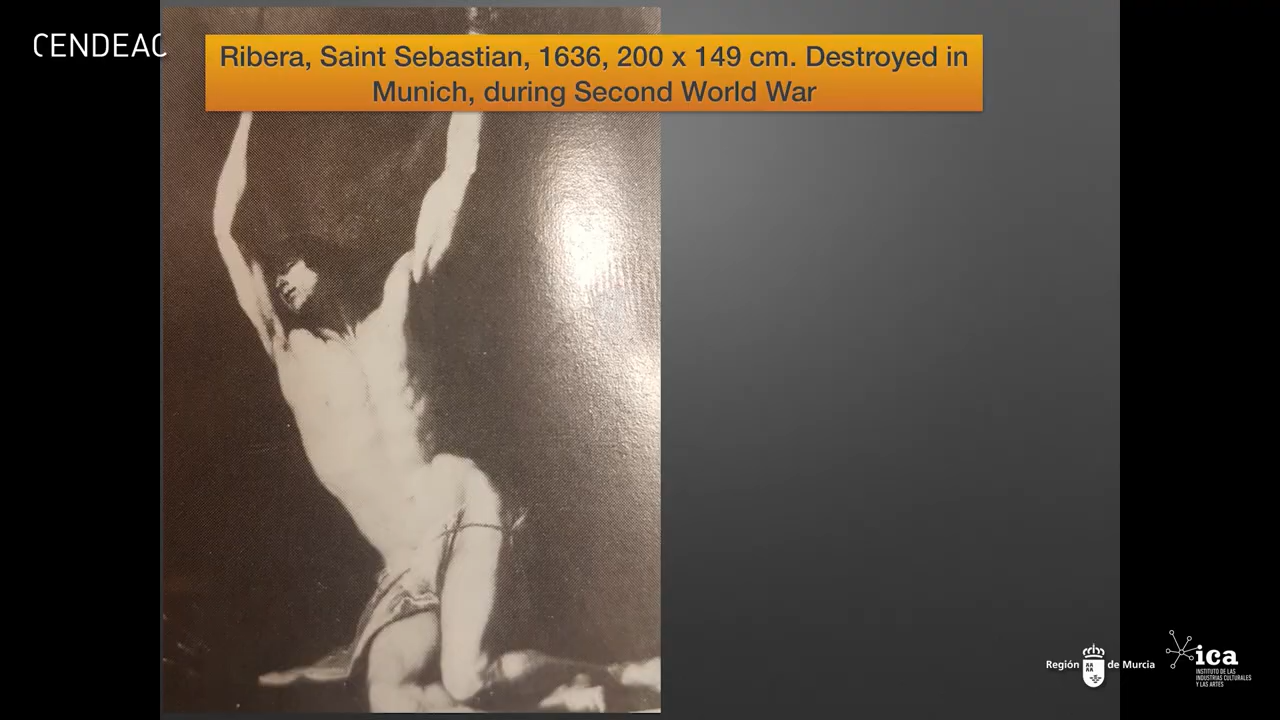 CENDEAC
Ribera, Saint Sebastian, 1636, 200 x 149 cm. Destroyed in
Munich, during Second World War
Región de Murcia
ica
INSTITUTO DE LAS
INDUSTRIAS CULTURALES
Y LAS ARTES